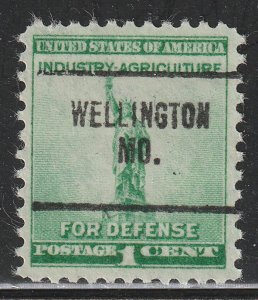 UNITED STATES OF AMERICA
INDUSTRY-AGRICULTURE
WELLINGTON
MO.
FOR DEFENSE
POSTAGE 1 CENT